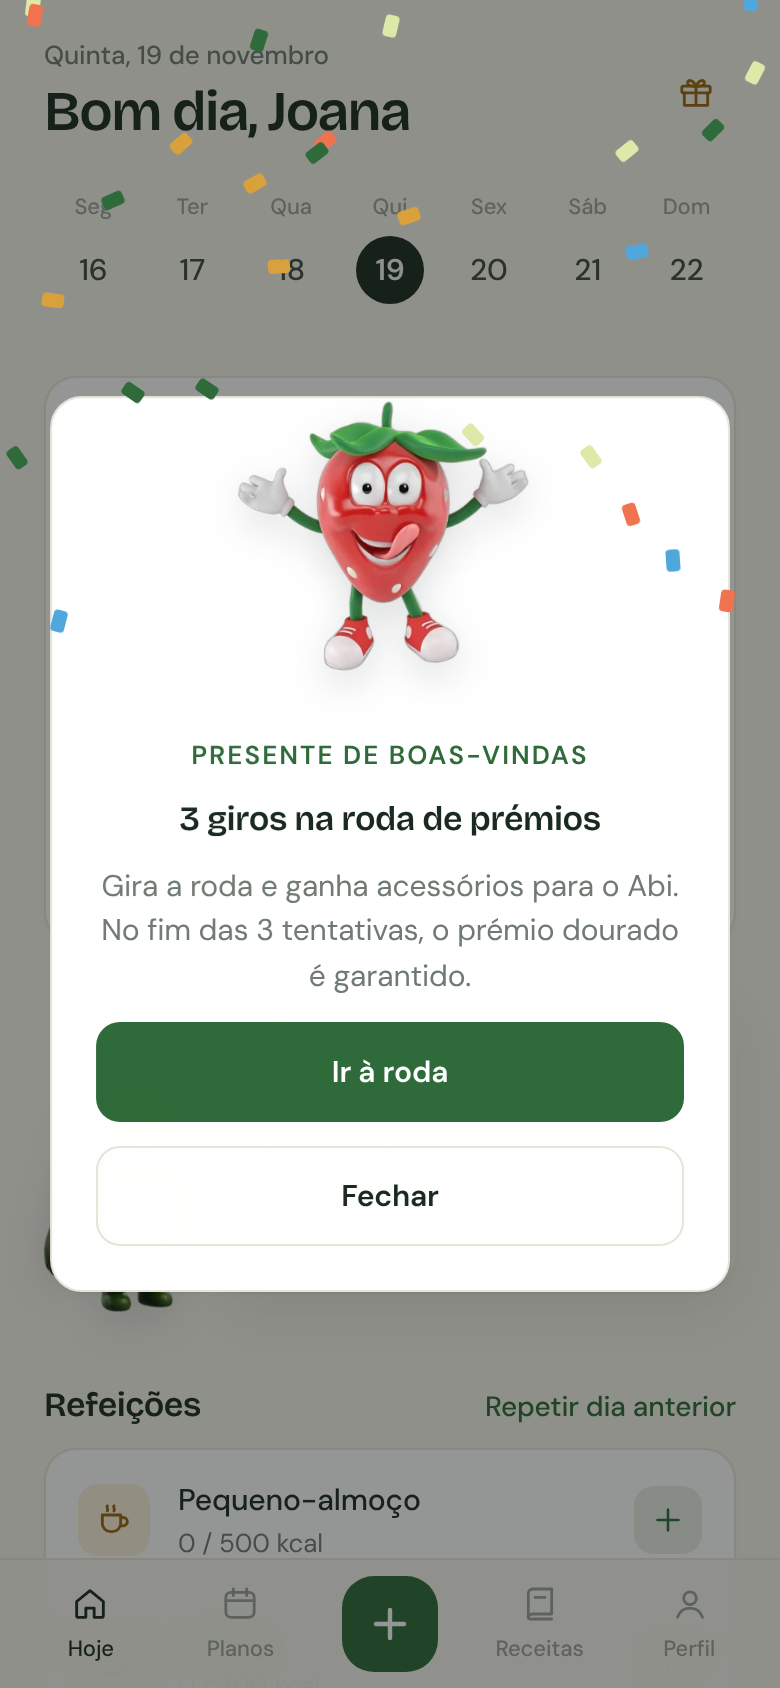 Quinta, 19 de novembro
Bom dia, Joana
Seg Ter Qua Qui Sex Sáb Dom
16 17 18 19 20 21 22
PRESENTE DE BOAS-VINDAS
3 giros na roda de prémios
Gira a roda e ganha acessórios para o Abi.
No fim das 3 tentativas, o prémio dourado
é garantido.
Ir à roda
Fechar
Refeições
Repetir dia anterior
Pequeno-almoço
0 / 500 kcal
Hoje Planos Receitas Perfil